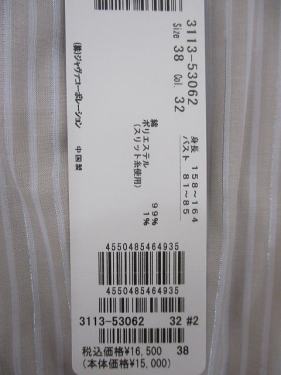 3113-53062
Size 38 Col. 32
身長 158~164
バスト 81~85
綿 99%
ポリエステル 1%
(スリット糸使用)
(株)ジャヴァコーポレーション
中国製
4550485464935
4550485464935
3113-53062 32 #2
税込価格¥16,500 38
(本体価格¥15,000)